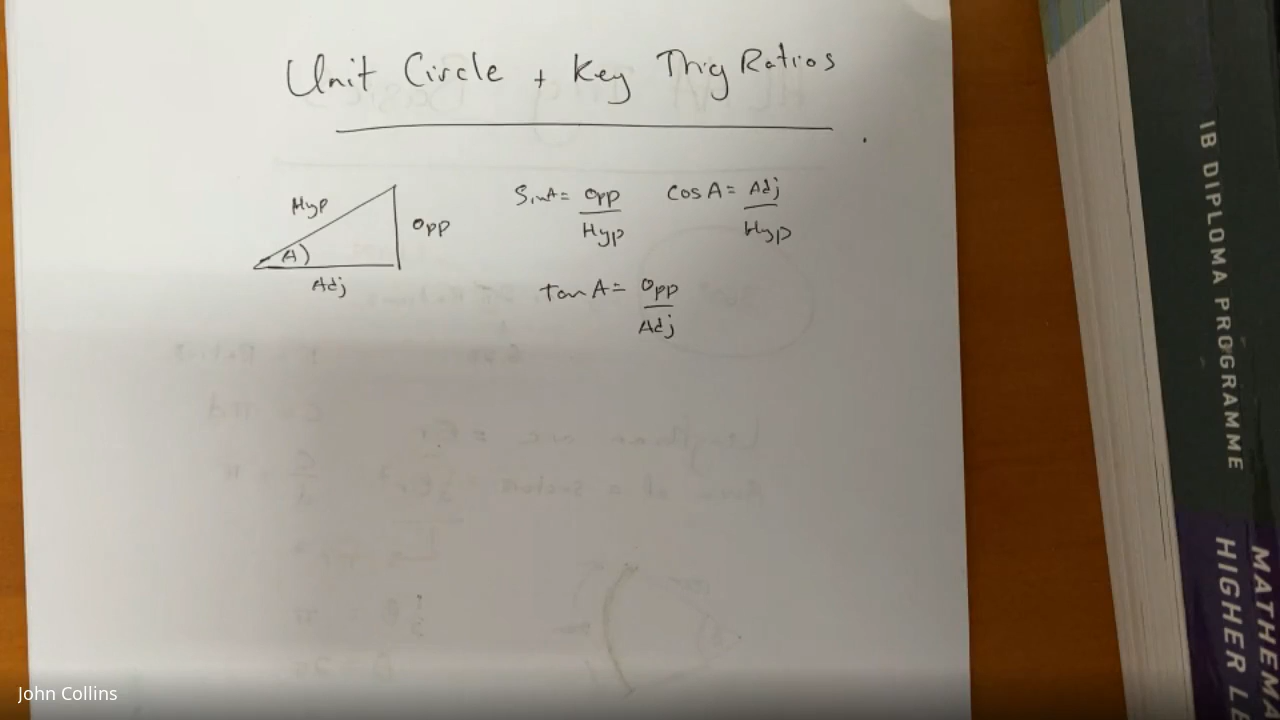 Unit Circle + Key Trig Ratios
Hyp
Opp
A
Adj
SinA = Opp / Hyp
cos A = Adj / Hyp
tan A = Opp / Adj
IB DIPLOMA PROGRAMME
MATHEMA
HIGHER LE
John Collins